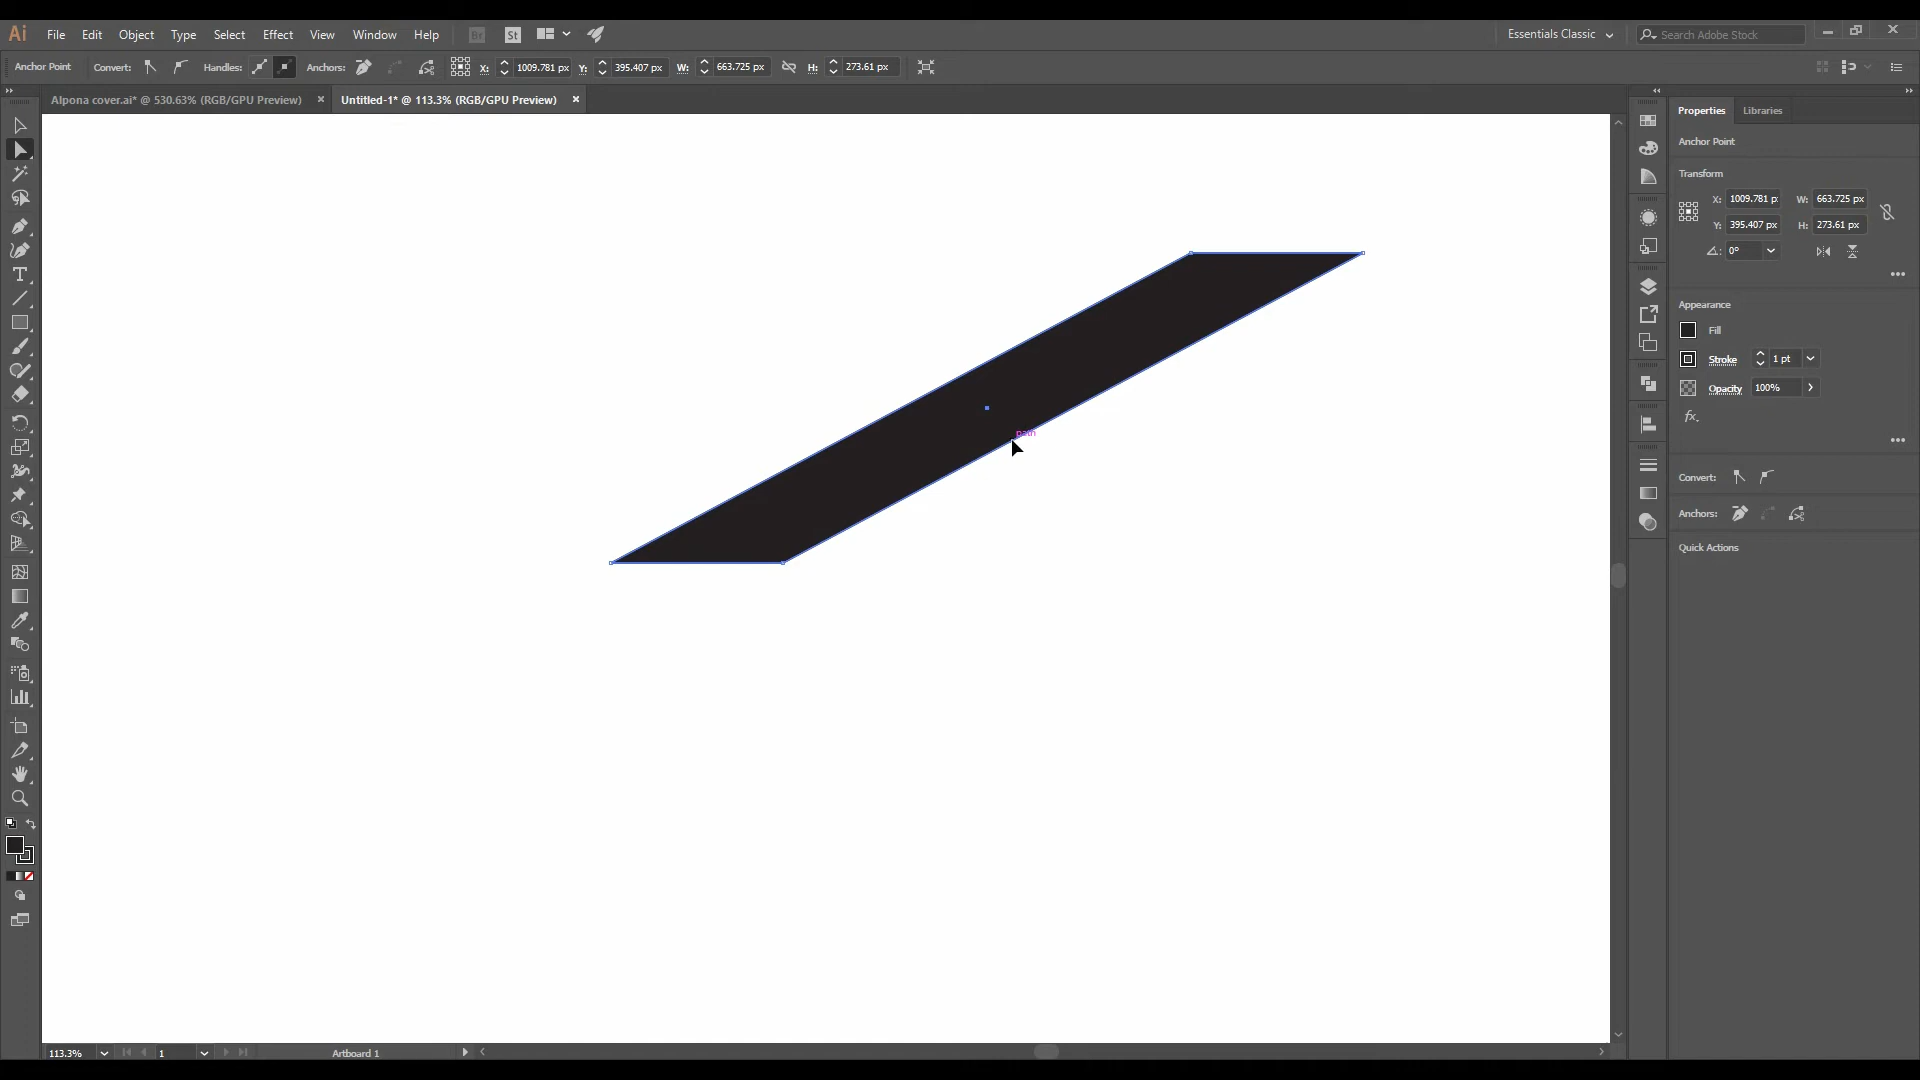 Ai File Edit Object Type Select Effect View Window Help Br St Essentials Classic Search Adobe Stock
Anchor Point Convert: Handles: Anchors: X: 1009.781 px Y: 395.407 px W: 663.725 px H: 273.61 px
Alpona cover.ai* @ 530.63% (RGB/GPU Preview) × Untitled-1* @ 113.3% (RGB/GPU Preview) ×
Properties Libraries
Anchor Point
Transform
X: 1009.781 p W: 663.725 px
Y: 395.407 px H: 273.61 px
0°
Appearance
Fill
Stroke 1 pt
Opacity 100%
fx.
path
Convert:
Anchors:
Quick Actions
113.3% 1 Artboard 1